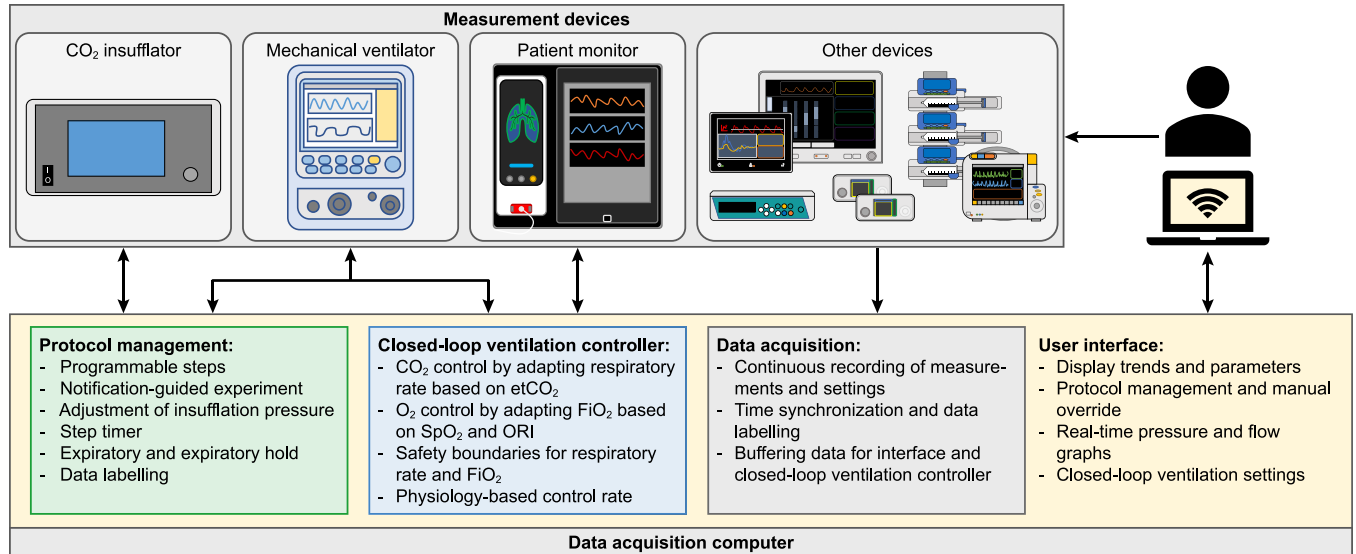 Measurement devices
CO₂ insufflator
Mechanical ventilator
Patient monitor
Other devices
I
O
Protocol management:
- Programmable steps
- Notification-guided experiment
- Adjustment of insufflation pressure
- Step timer
- Expiratory and expiratory hold
- Data labelling
Closed-loop ventilation controller:
- CO₂ control by adapting respiratory
rate based on etCO₂
- O₂ control by adapting FiO₂ based
on SpO₂ and ORI
- Safety boundaries for respiratory
rate and FiO₂
- Physiology-based control rate
Data acquisition:
- Continuous recording of measure-
ments and settings
- Time synchronization and data
labelling
- Buffering data for interface and
closed-loop ventilation controller
User interface:
- Display trends and parameters
- Protocol management and manual
override
- Real-time pressure and flow
graphs
- Closed-loop ventilation settings
Data acquisition computer